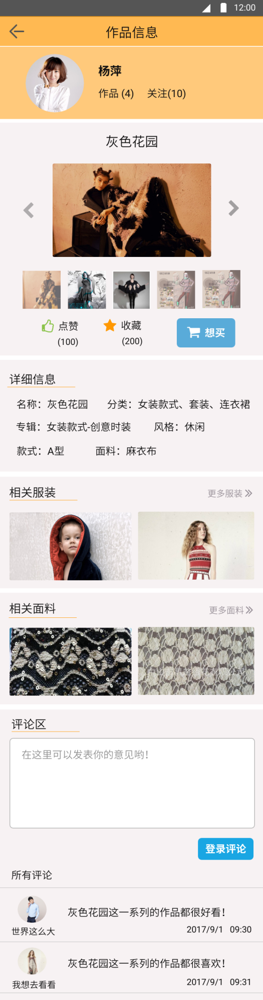 12:00
作品信息
杨萍
作品 (4) 关注(10)
灰色花园
点赞 收藏 想买
(100) (200)
详细信息
名称：灰色花园 分类：女装款式、套装、连衣裙
专辑：女装款式-创意时装 风格：休闲
款式：A型 面料：麻衣布
相关服装 更多服装
相关面料 更多面料
评论区
在这里可以发表你的意见哟！
登录评论
所有评论
灰色花园这一系列的作品都很好看！
世界这么大 2017/9/1 09:30
灰色花园这一系列的作品都很喜欢！
我想去看看 2017/9/1 09:31